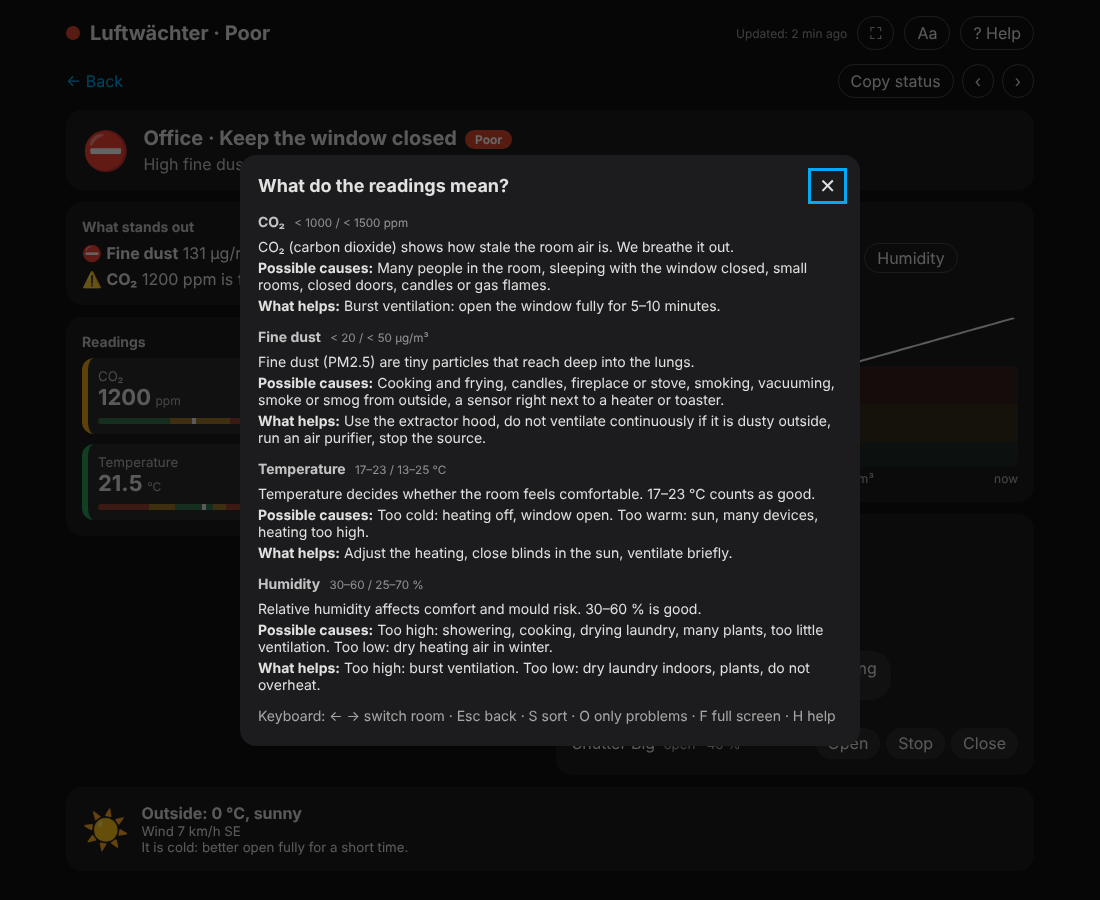 Luftwächter · Poor
Updated: 2 min ago
Aa
? Help
← Back
Copy status
‹
›
Office · Keep the window closed
Poor
High fine dus
What stands out
Fine dust 131 µg/
CO₂ 1200 ppm is
Humidity
Readings
CO₂
1200 ppm
Temperature
21.5 °C
m³
now
What do the readings mean?
✕
CO₂ < 1000 / < 1500 ppm
CO₂ (carbon dioxide) shows how stale the room air is. We breathe it out.
Possible causes: Many people in the room, sleeping with the window closed, small
rooms, closed doors, candles or gas flames.
What helps: Burst ventilation: open the window fully for 5–10 minutes.
Fine dust < 20 / < 50 µg/m³
Fine dust (PM2.5) are tiny particles that reach deep into the lungs.
Possible causes: Cooking and frying, candles, fireplace or stove, smoking, vacuuming,
smoke or smog from outside, a sensor right next to a heater or toaster.
What helps: Use the extractor hood, do not ventilate continuously if it is dusty outside,
run an air purifier, stop the source.
Temperature 17–23 / 13–25 °C
Temperature decides whether the room feels comfortable. 17–23 °C counts as good.
Possible causes: Too cold: heating off, window open. Too warm: sun, many devices,
heating too high.
What helps: Adjust the heating, close blinds in the sun, ventilate briefly.
Humidity 30–60 / 25–70 %
Relative humidity affects comfort and mould risk. 30–60 % is good.
Possible causes: Too high: showering, cooking, drying laundry, many plants, too little
ventilation. Too low: dry heating air in winter.
What helps: Too high: burst ventilation. Too low: dry laundry indoors, plants, do not
overheat.
Keyboard: ← → switch room · Esc back · S sort · O only problems · F full screen · H help
ng
Open
Stop
Close
Outside: 0 °C, sunny
Wind 7 km/h SE
It is cold: better open fully for a short time.